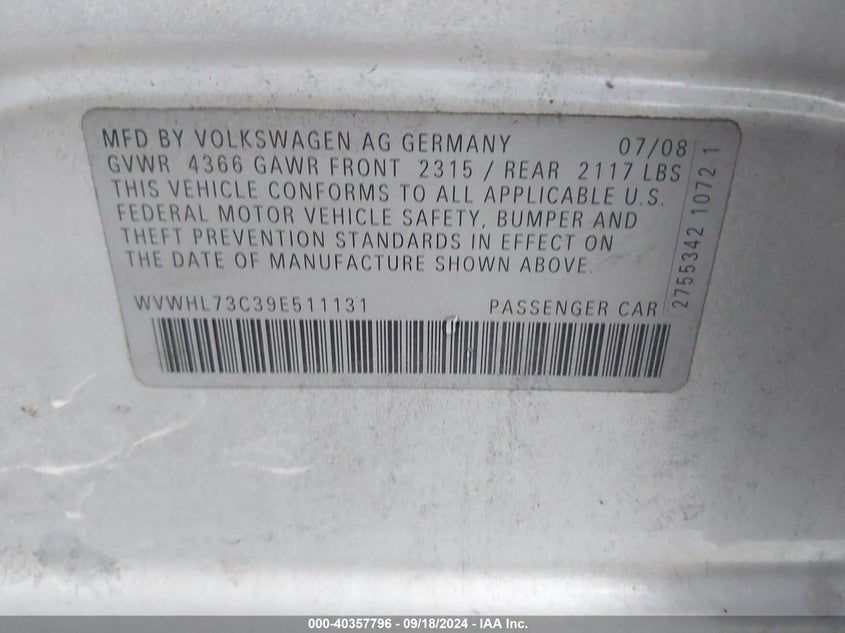 MFD BY VOLKSWAGEN AG GERMANY 07/08
GVWR 4366 GAWR FRONT 2315 / REAR 2117 LBS
THIS VEHICLE CONFORMS TO ALL APPLICABLE U.S.
FEDERAL MOTOR VEHICLE SAFETY, BUMPER AND
THEFT PREVENTION STANDARDS IN EFFECT ON
THE DATE OF MANUFACTURE SHOWN ABOVE.
WVWHL73C39E511131 PASSENGER CAR
2755342 1072 1
000-40357796 - 09/18/2024 - IAA Inc.